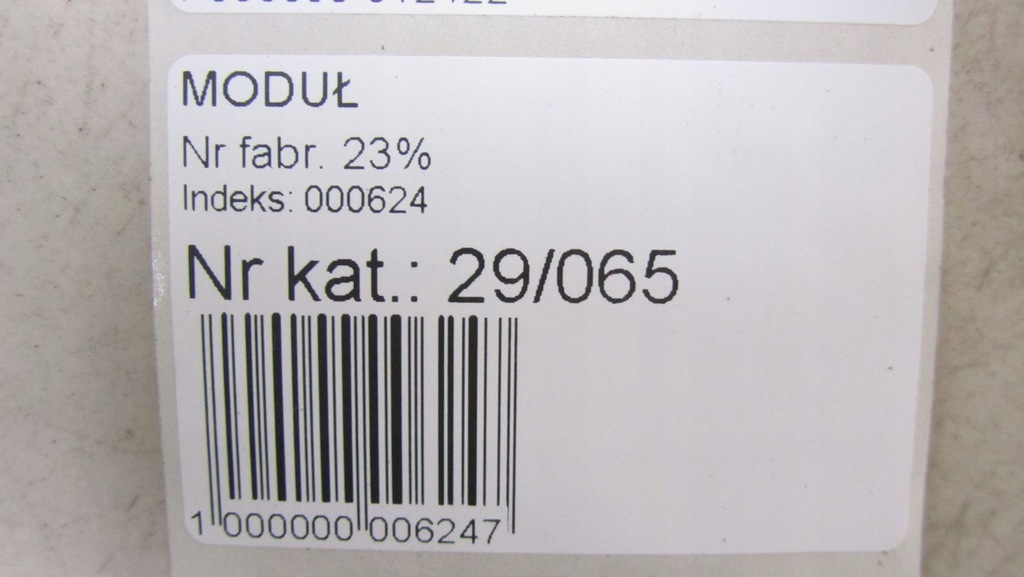 MODUŁ
Nr fabr. 23%
Indeks: 000624
Nr kat.: 29/065
1 000000 006247